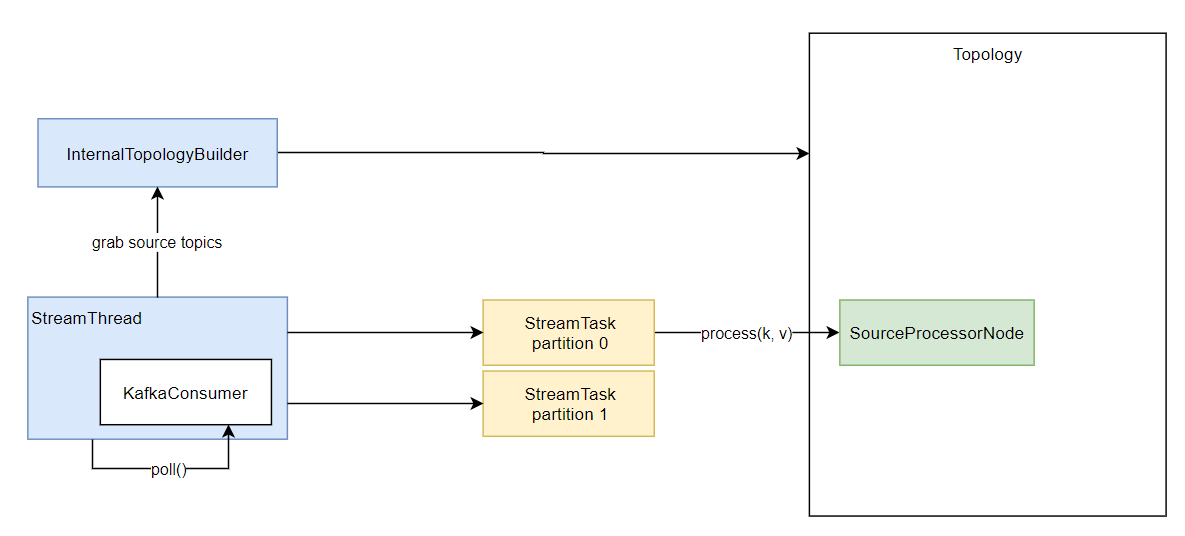 Topology
InternalTopologyBuilder
grab source topics
StreamThread
KafkaConsumer
poll()
StreamTask
partition 0
StreamTask
partition 1
process(k, v)
SourceProcessorNode